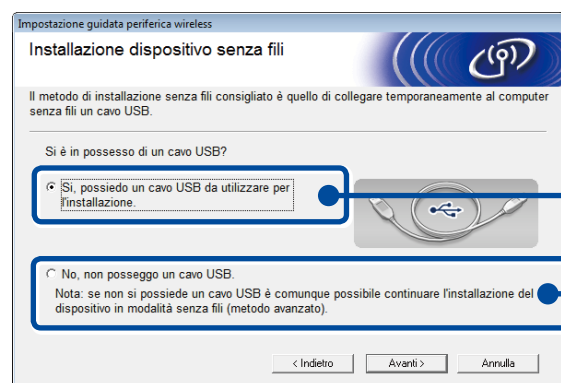 Impostazione guidata periferica wireless
Installazione dispositivo senza fili
Il metodo di installazione senza fili consigliato è quello di collegare temporaneamente al computer
senza fili un cavo USB.
Si è in possesso di un cavo USB?
Si, possiedo un cavo USB da utilizzare per
l'installazione.
No, non posseggo un cavo USB.
Nota: se non si possiede un cavo USB è comunque possibile continuare l'installazione del
dispositivo in modalità senza fili (metodo avanzato).
< Indietro
Avanti >
Annulla